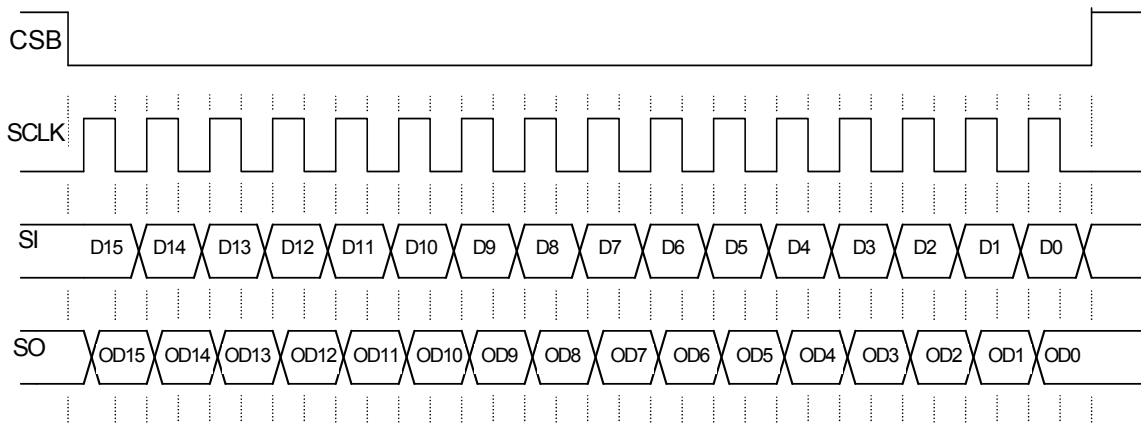 CSB
SCLK
SI D15 D14 D13 D12 D11 D10 D9 D8 D7 D6 D5 D4 D3 D2 D1 D0
SO OD15 OD14 OD13 OD12 OD11 OD10 OD9 OD8 OD7 OD6 OD5 OD4 OD3 OD2 OD1 OD0